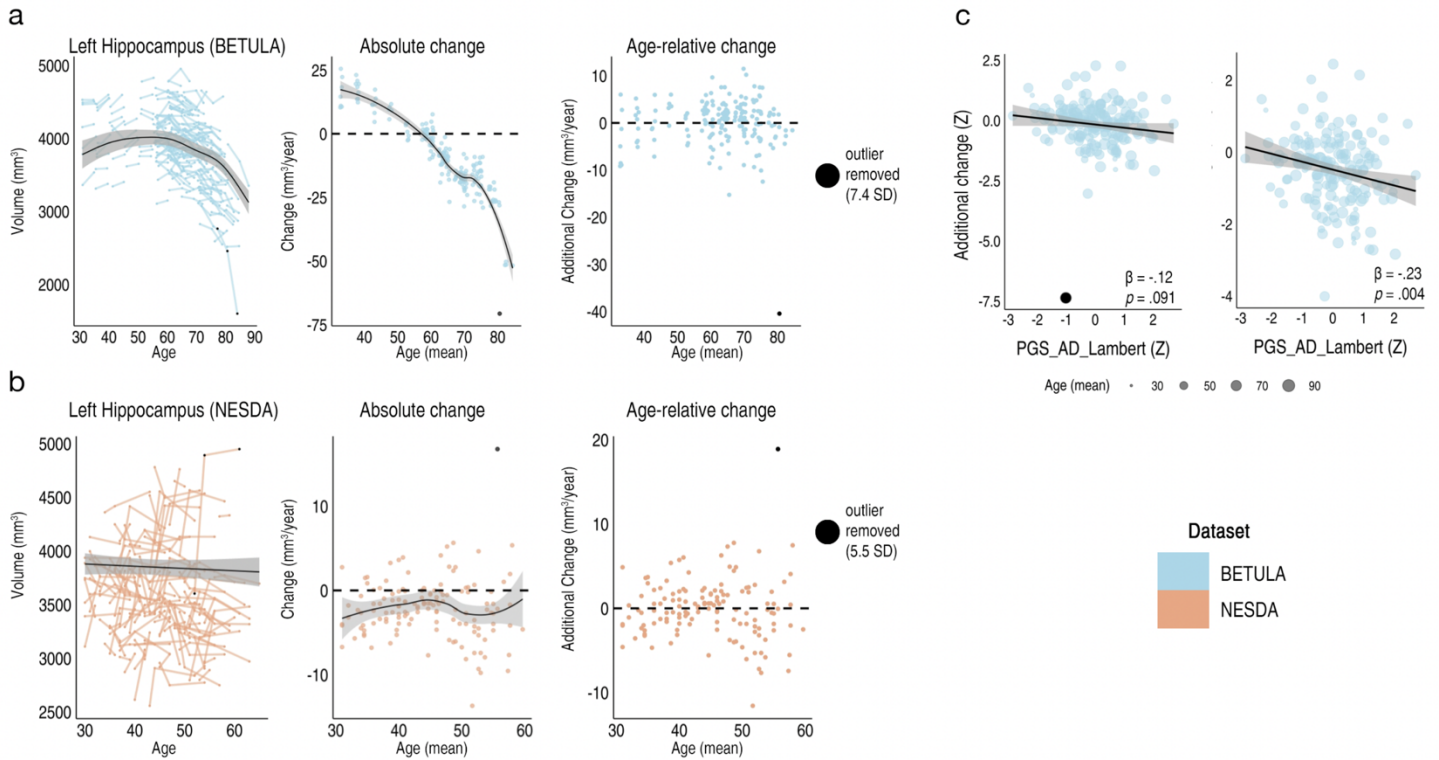 a
Left Hippocampus (BETULA)
Absolute change
Age-relative change
Volume (mm³)
5000
4000
3000
2000
30 40 50 60 70 80 90
Age
Change (mm³/year)
25
0
-25
-50
-75
40 50 60 70 80
Age (mean)
Additional Change (mm³/year)
10
0
-10
-20
-30
-40
40 50 60 70 80
Age (mean)
outlier
removed
(7.4 SD)
b
Left Hippocampus (NESDA)
Absolute change
Age-relative change
Volume (mm³)
5000
4500
4000
3500
3000
2500
30 40 50 60
Age
Change (mm³/year)
10
0
-10
30 40 50 60
Age (mean)
Additional Change (mm³/year)
20
10
0
-10
30 40 50 60
Age (mean)
outlier
removed
(5.5 SD)
c
Additional change (Z)
2.5
0.0
-2.5
-5.0
-7.5
β = -.12
p = .091
-3 -2 -1 0 1 2
PGS_AD_Lambert (Z)
2
0
-2
-4
β = -.23
p = .004
-3 -2 -1 0 1 2
PGS_AD_Lambert (Z)
Age (mean) 30 50 70 90
Dataset
BETULA
NESDA